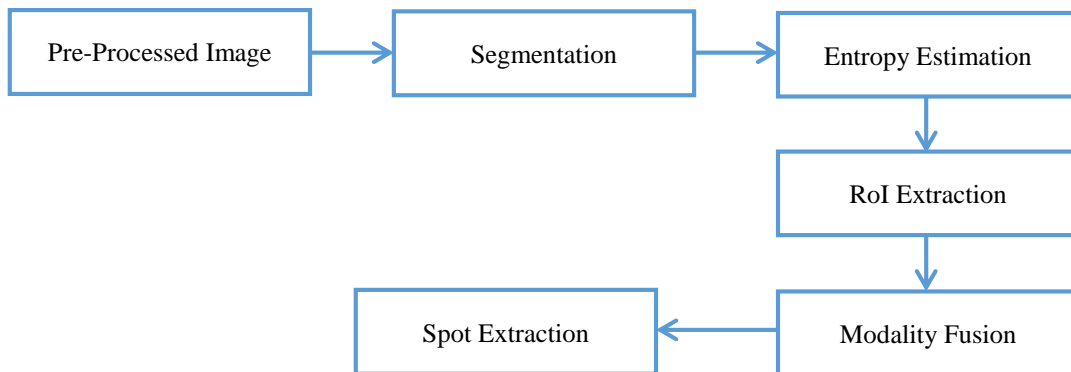 Pre-Processed Image
Segmentation
Entropy Estimation
RoI Extraction
Modality Fusion
Spot Extraction